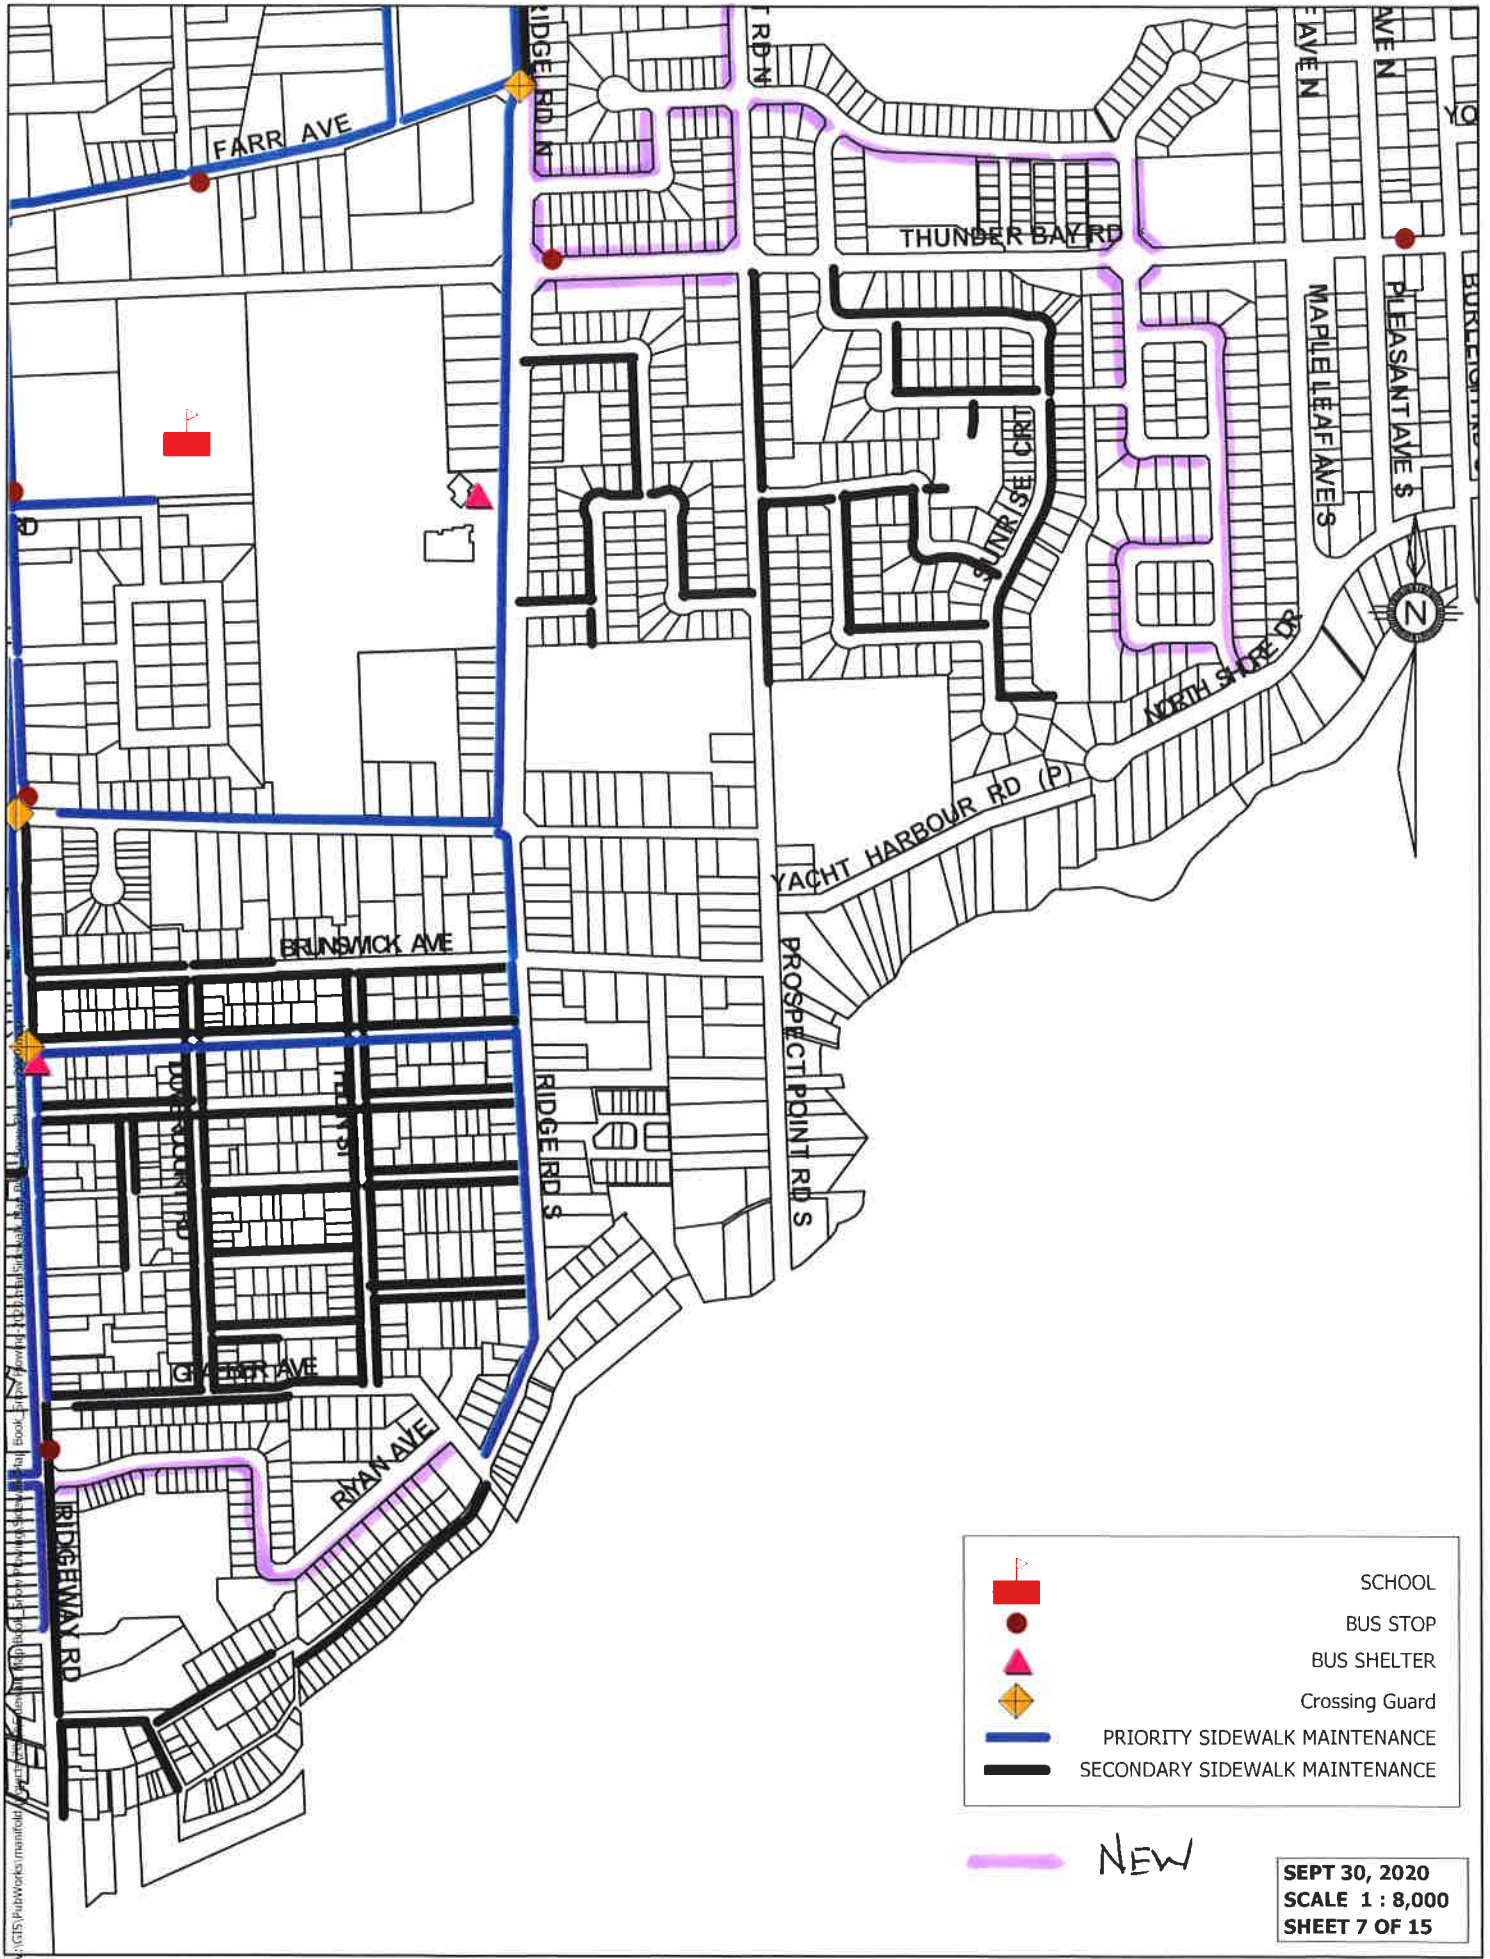 RIDGE RD N
T RD N
F AVE N
AVE N
YO
FARR AVE
THUNDER BAY RD
MAPLE LEAF AVE S
PLEASANT AVE S
BURLEIGH RD S
RD
SUNRISE CRT
N
NORTH SHORE DR
YACHT HARBOUR RD (P)
BRUNSWICK AVE
PROSPECT POINT RD S
RIDGE RD S
RYAN AVE
RIDGEWAY RD
SCHOOL
BUS STOP
BUS SHELTER
Crossing Guard
PRIORITY SIDEWALK MAINTENANCE
SECONDARY SIDEWALK MAINTENANCE
NEW
SEPT 30, 2020
SCALE 1 : 8,000
SHEET 7 OF 15